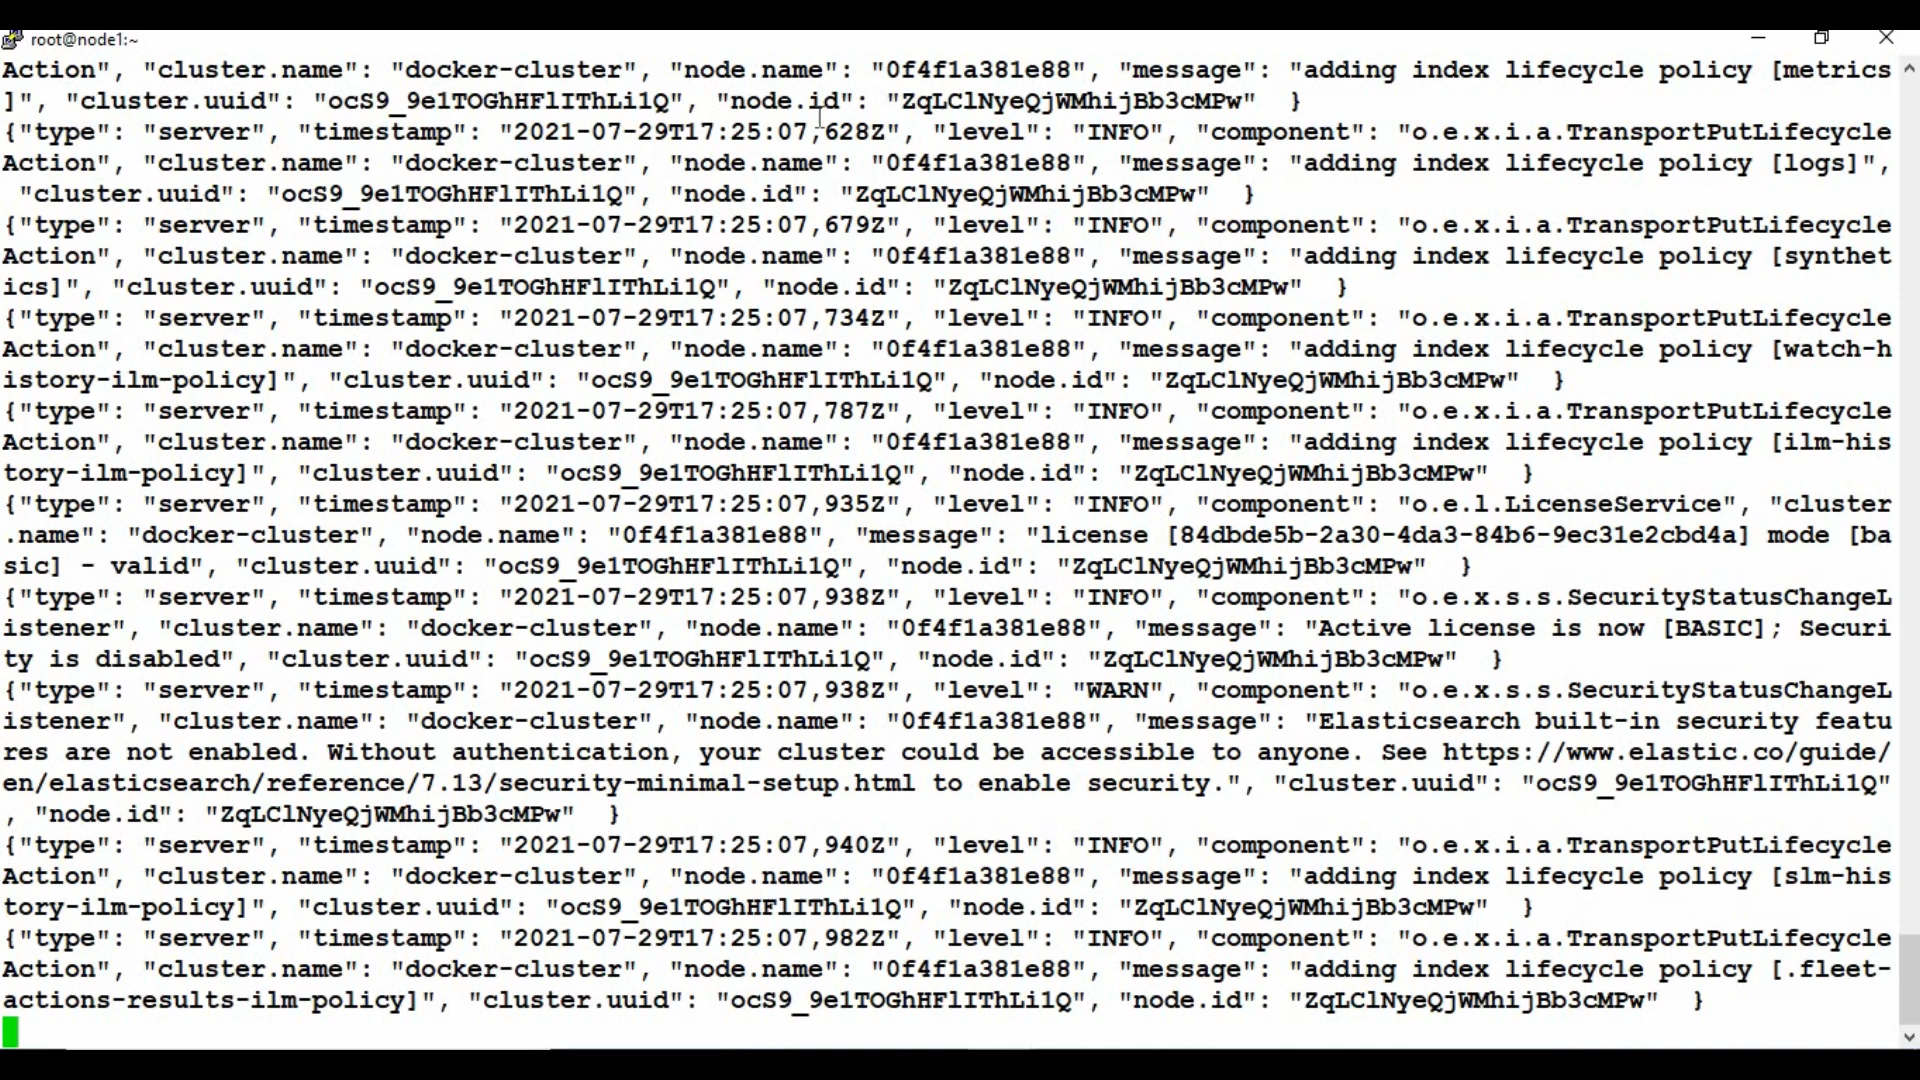 root@node1:~
Action", "cluster.name": "docker-cluster", "node.name": "0f4f1a381e88", "message": "adding index lifecycle policy [metrics
]", "cluster.uuid": "ocS9_9e1TOGhHFlIThLi1Q", "node.id": "ZqLClNyeQjWMhijBb3cMPw"  }
{"type": "server", "timestamp": "2021-07-29T17:25:07,628Z", "level": "INFO", "component": "o.e.x.i.a.TransportPutLifecycle
Action", "cluster.name": "docker-cluster", "node.name": "0f4f1a381e88", "message": "adding index lifecycle policy [logs]",
 "cluster.uuid": "ocS9_9e1TOGhHFlIThLi1Q", "node.id": "ZqLClNyeQjWMhijBb3cMPw"  }
{"type": "server", "timestamp": "2021-07-29T17:25:07,679Z", "level": "INFO", "component": "o.e.x.i.a.TransportPutLifecycle
Action", "cluster.name": "docker-cluster", "node.name": "0f4f1a381e88", "message": "adding index lifecycle policy [synthet
ics]", "cluster.uuid": "ocS9_9e1TOGhHFlIThLi1Q", "node.id": "ZqLClNyeQjWMhijBb3cMPw"  }
{"type": "server", "timestamp": "2021-07-29T17:25:07,734Z", "level": "INFO", "component": "o.e.x.i.a.TransportPutLifecycle
Action", "cluster.name": "docker-cluster", "node.name": "0f4f1a381e88", "message": "adding index lifecycle policy [watch-h
istory-ilm-policy]", "cluster.uuid": "ocS9_9e1TOGhHFlIThLi1Q", "node.id": "ZqLClNyeQjWMhijBb3cMPw"  }
{"type": "server", "timestamp": "2021-07-29T17:25:07,787Z", "level": "INFO", "component": "o.e.x.i.a.TransportPutLifecycle
Action", "cluster.name": "docker-cluster", "node.name": "0f4f1a381e88", "message": "adding index lifecycle policy [ilm-his
tory-ilm-policy]", "cluster.uuid": "ocS9_9e1TOGhHFlIThLi1Q", "node.id": "ZqLClNyeQjWMhijBb3cMPw"  }
{"type": "server", "timestamp": "2021-07-29T17:25:07,935Z", "level": "INFO", "component": "o.e.l.LicenseService", "cluster
.name": "docker-cluster", "node.name": "0f4f1a381e88", "message": "license [84dbde5b-2a30-4da3-84b6-9ec31e2cbd4a] mode [ba
sic] - valid", "cluster.uuid": "ocS9_9e1TOGhHFlIThLi1Q", "node.id": "ZqLClNyeQjWMhijBb3cMPw"  }
{"type": "server", "timestamp": "2021-07-29T17:25:07,938Z", "level": "INFO", "component": "o.e.x.s.s.SecurityStatusChangeL
istener", "cluster.name": "docker-cluster", "node.name": "0f4f1a381e88", "message": "Active license is now [BASIC]; Securi
ty is disabled", "cluster.uuid": "ocS9_9e1TOGhHFlIThLi1Q", "node.id": "ZqLClNyeQjWMhijBb3cMPw"  }
{"type": "server", "timestamp": "2021-07-29T17:25:07,938Z", "level": "WARN", "component": "o.e.x.s.s.SecurityStatusChangeL
istener", "cluster.name": "docker-cluster", "node.name": "0f4f1a381e88", "message": "Elasticsearch built-in security featu
res are not enabled. Without authentication, your cluster could be accessible to anyone. See https://www.elastic.co/guide/
en/elasticsearch/reference/7.13/security-minimal-setup.html to enable security.", "cluster.uuid": "ocS9_9e1TOGhHFlIThLi1Q"
, "node.id": "ZqLClNyeQjWMhijBb3cMPw"  }
{"type": "server", "timestamp": "2021-07-29T17:25:07,940Z", "level": "INFO", "component": "o.e.x.i.a.TransportPutLifecycle
Action", "cluster.name": "docker-cluster", "node.name": "0f4f1a381e88", "message": "adding index lifecycle policy [slm-his
tory-ilm-policy]", "cluster.uuid": "ocS9_9e1TOGhHFlIThLi1Q", "node.id": "ZqLClNyeQjWMhijBb3cMPw"  }
{"type": "server", "timestamp": "2021-07-29T17:25:07,982Z", "level": "INFO", "component": "o.e.x.i.a.TransportPutLifecycle
Action", "cluster.name": "docker-cluster", "node.name": "0f4f1a381e88", "message": "adding index lifecycle policy [.fleet-
actions-results-ilm-policy]", "cluster.uuid": "ocS9_9e1TOGhHFlIThLi1Q", "node.id": "ZqLClNyeQjWMhijBb3cMPw"  }